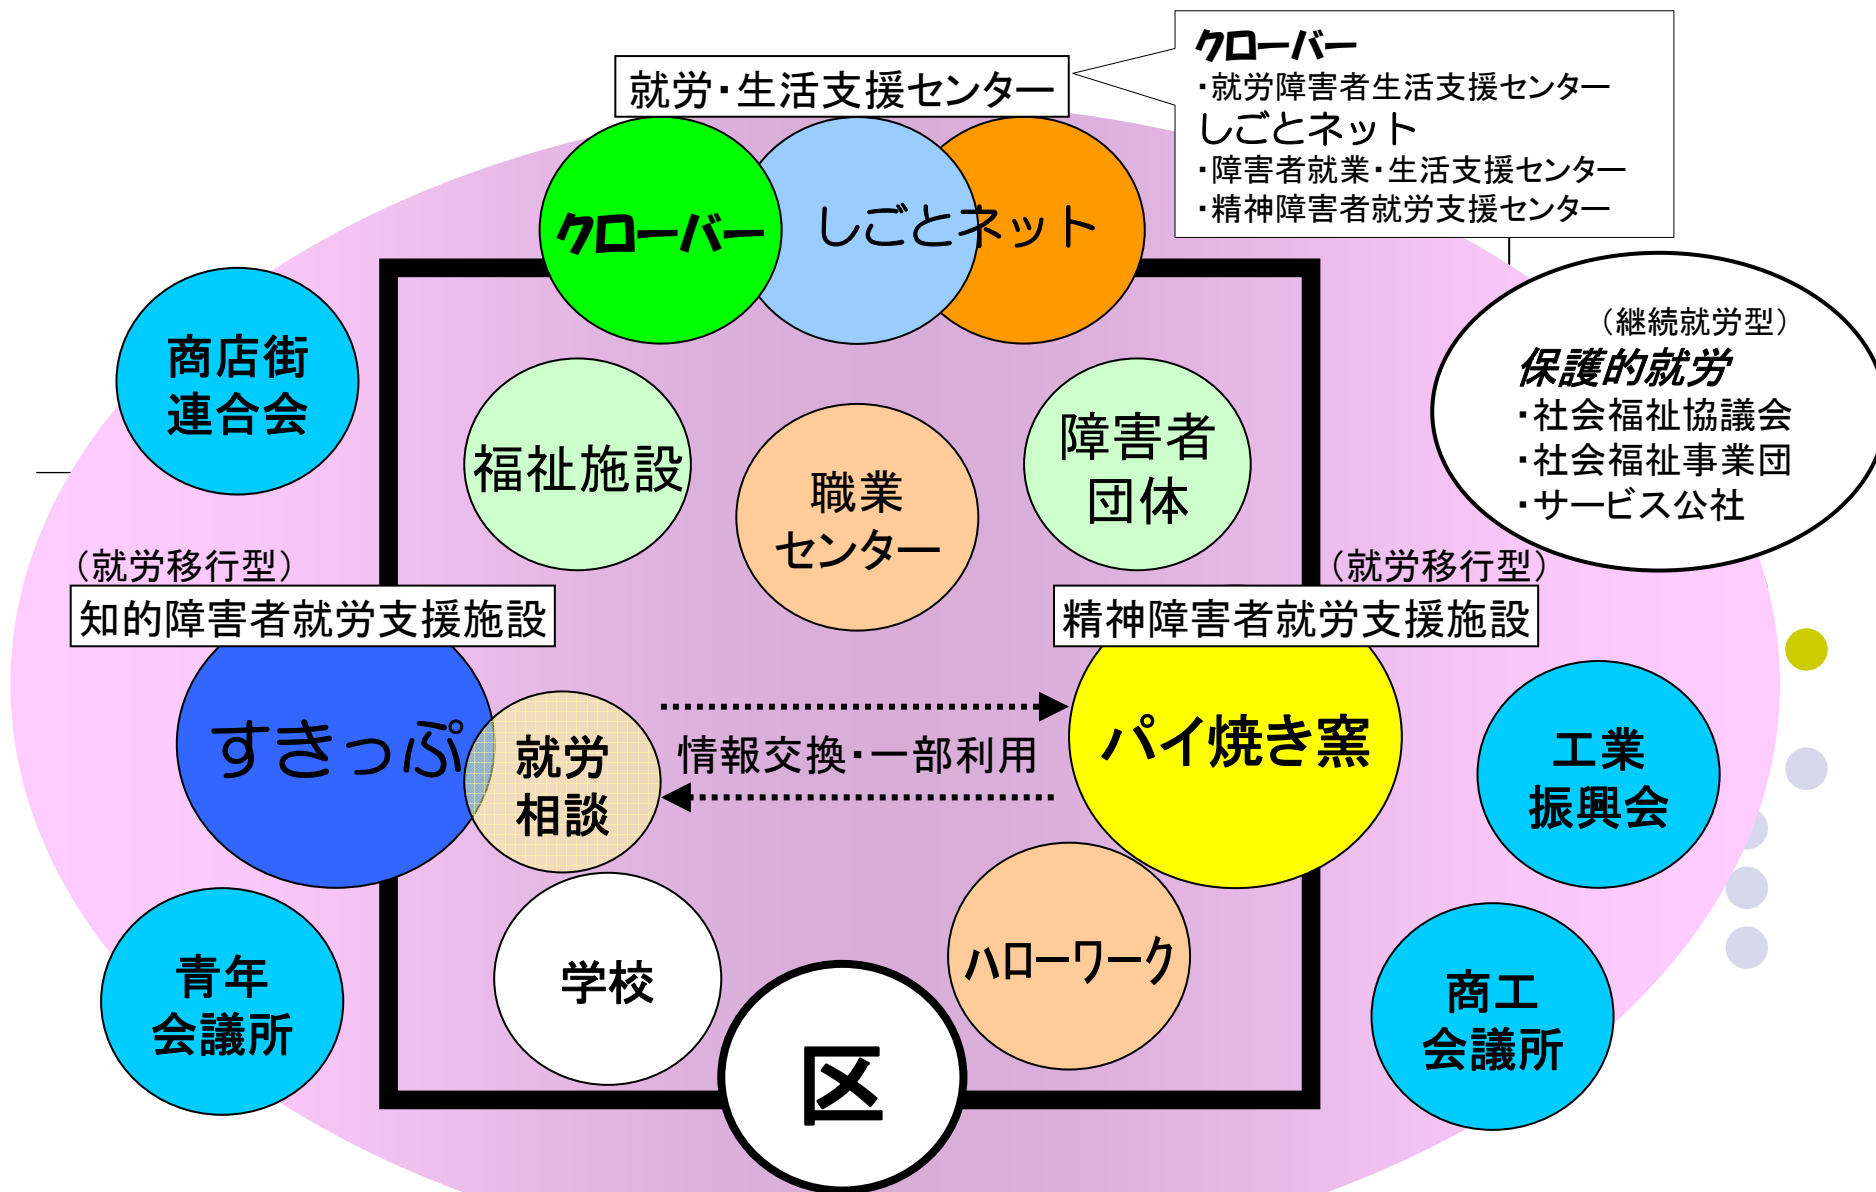 就労・生活支援センター
クローバー
・就労障害者生活支援センター
しごとネット
・障害者就業・生活支援センター
・精神障害者就労支援センター
クローバー
しごとネット
商店街
連合会
（継続就労型）
保護的就労
・社会福祉協議会
・社会福祉事業団
・サービス公社
福祉施設
職業
センター
障害者
団体
（就労移行型）
知的障害者就労支援施設
（就労移行型）
精神障害者就労支援施設
すきっぷ
就労
相談
情報交換・一部利用
パイ焼き窯
工業
振興会
青年
会議所
学校
区
ハローワーク
商工
会議所